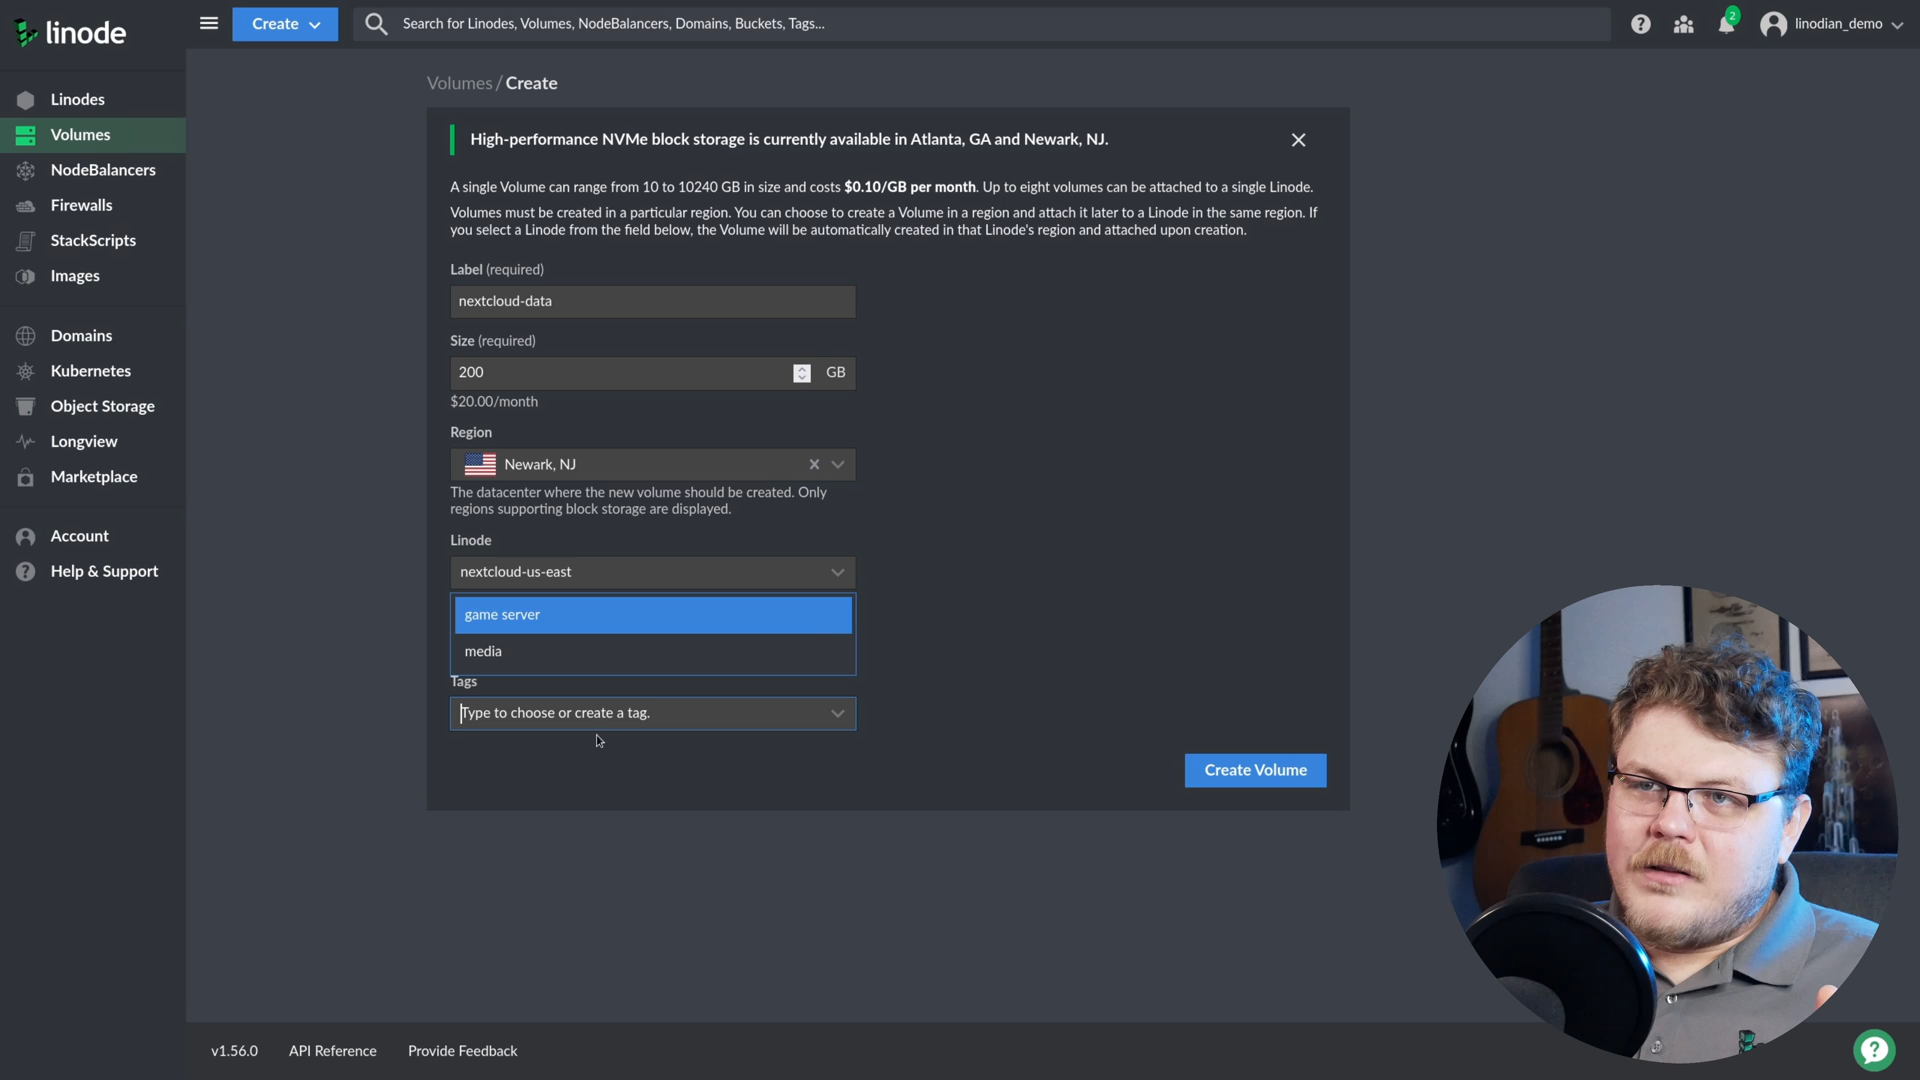 linode
Create
Search for Linodes, Volumes, NodeBalancers, Domains, Buckets, Tags...
2
linodian_demo
Linodes
Volumes
NodeBalancers
Firewalls
StackScripts
Images
Domains
Kubernetes
Object Storage
Longview
Marketplace
Account
Help & Support
Volumes / Create
High-performance NVMe block storage is currently available in Atlanta, GA and Newark, NJ.
A single Volume can range from 10 to 10240 GB in size and costs $0.10/GB per month. Up to eight volumes can be attached to a single Linode.
Volumes must be created in a particular region. You can choose to create a Volume in a region and attach it later to a Linode in the same region. If
you select a Linode from the field below, the Volume will be automatically created in that Linode's region and attached upon creation.
Label (required)
nextcloud-data
Size (required)
200 GB
$20.00/month
Region
Newark, NJ
The datacenter where the new volume should be created. Only
regions supporting block storage are displayed.
Linode
nextcloud-us-east
game server
media
Tags
Type to choose or create a tag.
Create Volume
v1.56.0
API Reference
Provide Feedback